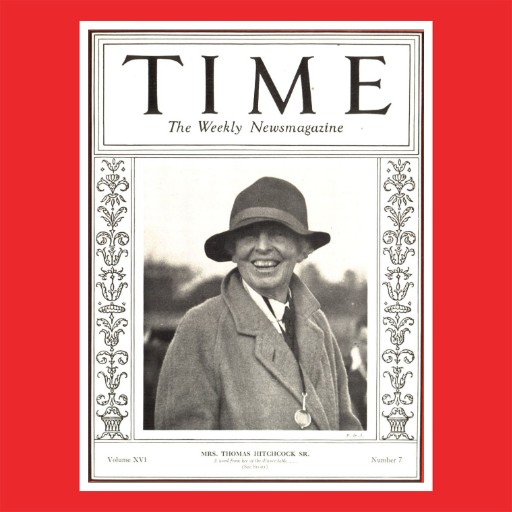 TIME
The Weekly Newsmagazine
MRS. THOMAS HITCHCOCK SR.
Volume XVI
Number 7